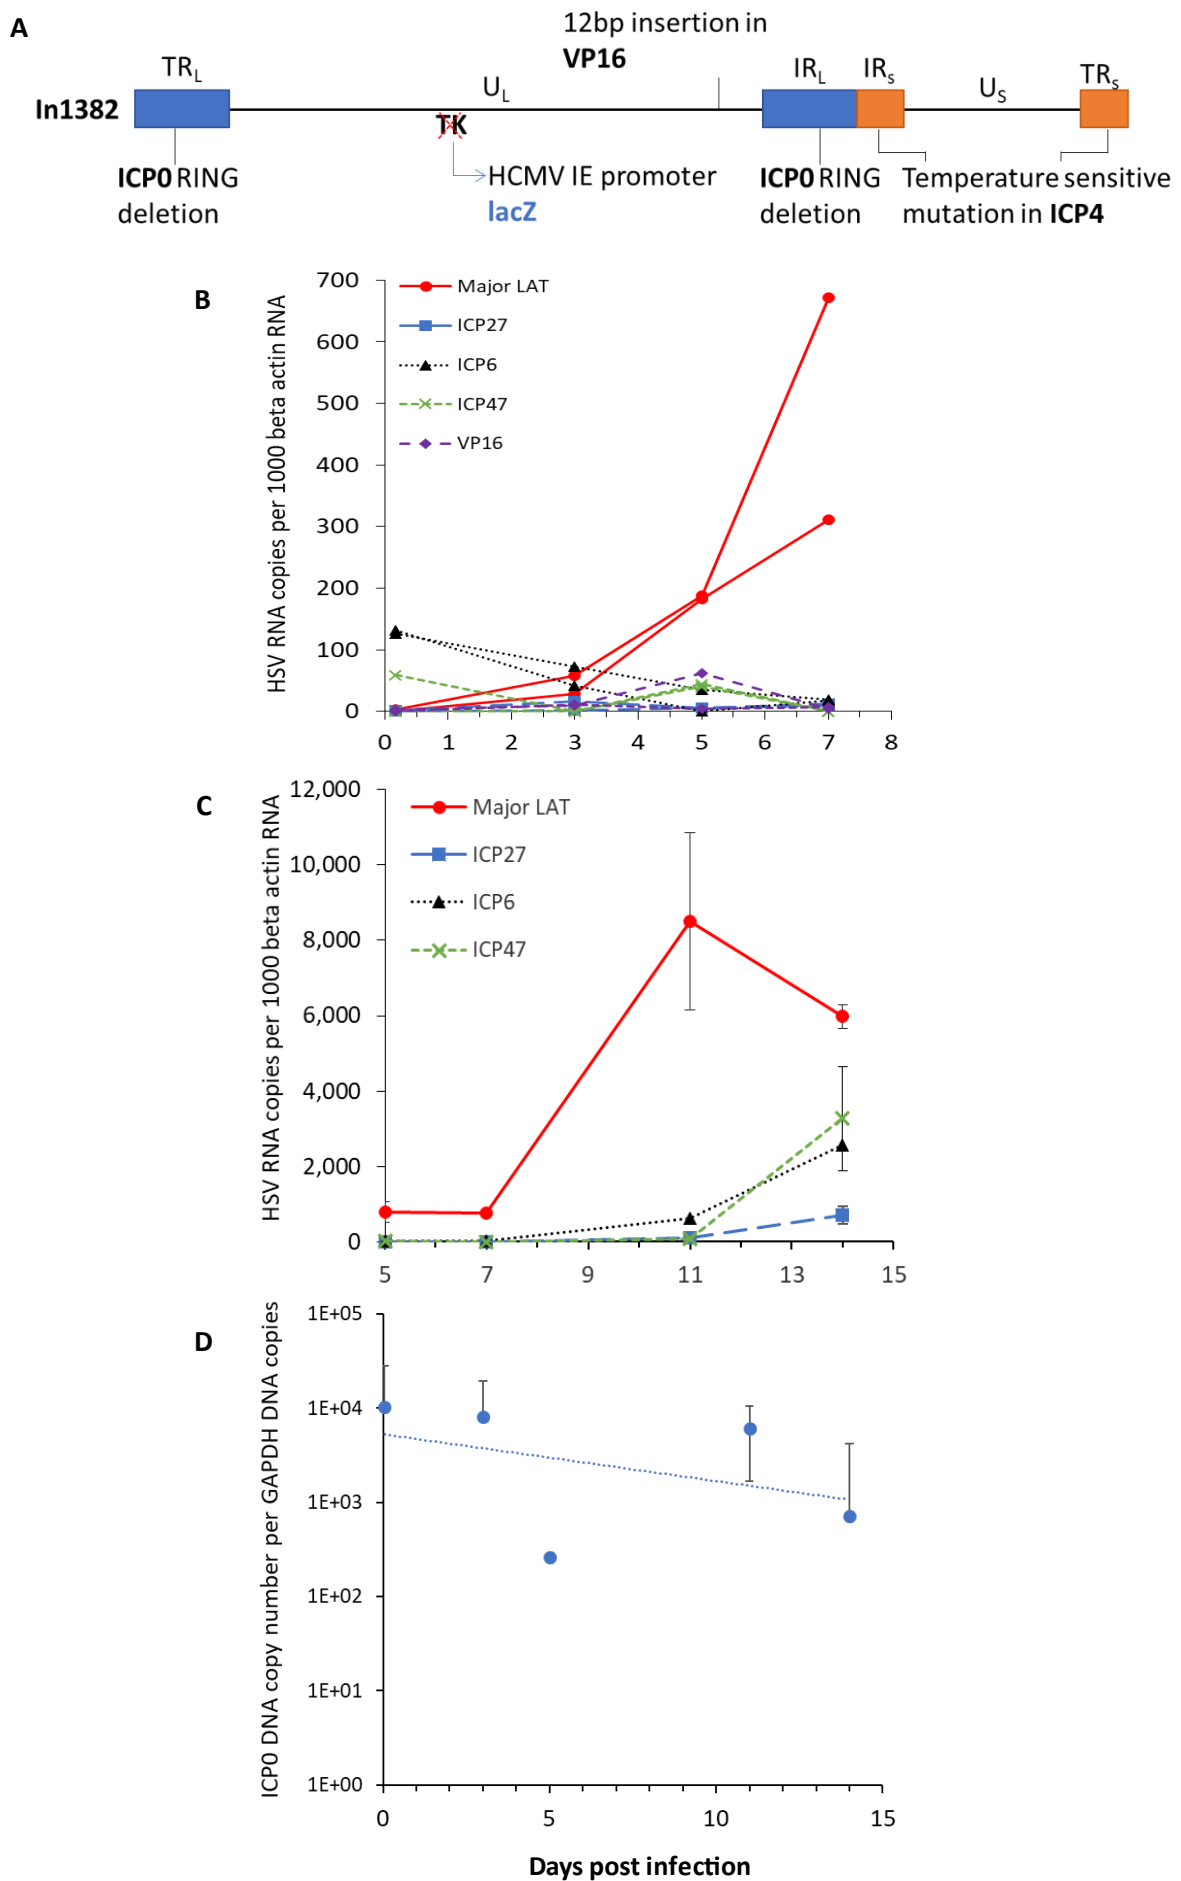 A
12bp insertion in
VP16
TRL
UL
IRL
IRs
US
TRs
In1382
TK
ICP0 RING
deletion
HCMV IE promoter
lacZ
ICP0 RING
deletion
Temperature sensitive
mutation in ICP4
B
HSV RNA copies per 1000 beta actin RNA
700
600
500
400
300
200
100
0
Major LAT
ICP27
ICP6
ICP47
VP16
0 1 2 3 4 5 6 7 8
C
HSV RNA copies per 1000 beta actin RNA
12,000
10,000
8,000
6,000
4,000
2,000
0
Major LAT
ICP27
ICP6
ICP47
5 7 9 11 13 15
D
ICP0 DNA copy number per GAPDH DNA copies
1E+05
1E+04
1E+03
1E+02
1E+01
1E+00
0 5 10 15
Days post infection